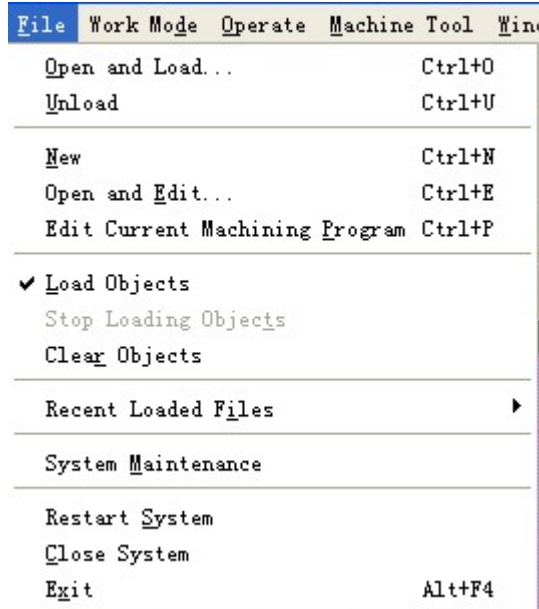 File Work Mode Operate Machine Tool
Open and Load... Ctrl+O
Unload Ctrl+U
New Ctrl+N
Open and Edit... Ctrl+E
Edit Current Machining Program Ctrl+P
Load Objects
Stop Loading Objects
Clear Objects
Recent Loaded Files
System Maintenance
Restart System
Close System
Exit Alt+F4